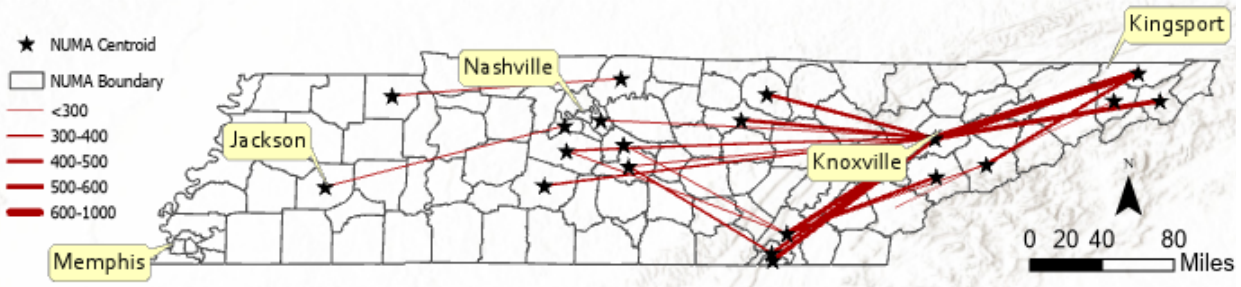 Kingsport
NUMA Centroid
NUMA Boundary
<300
300-400
400-500
500-600
600-1000
Nashville
Jackson
Knoxville
Memphis
N
0 20 40 80
Miles